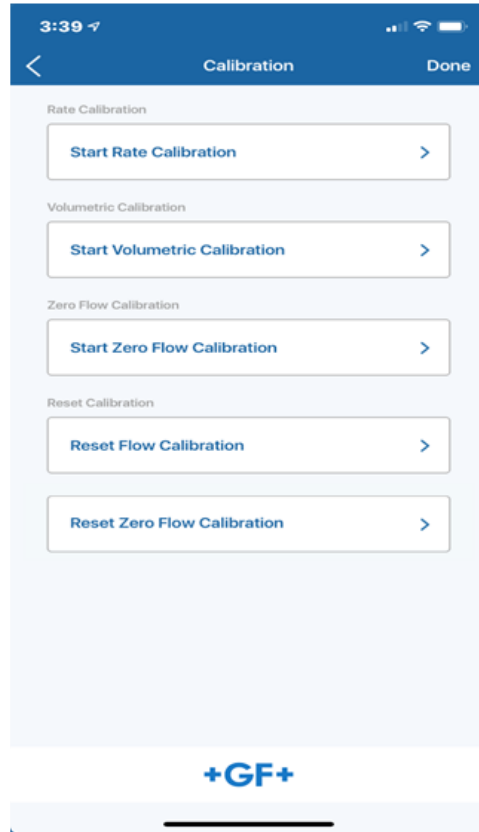 3:39
Calibration Done
Rate Calibration
Start Rate Calibration
Volumetric Calibration
Start Volumetric Calibration
Zero Flow Calibration
Start Zero Flow Calibration
Reset Calibration
Reset Flow Calibration
Reset Zero Flow Calibration
+GF+